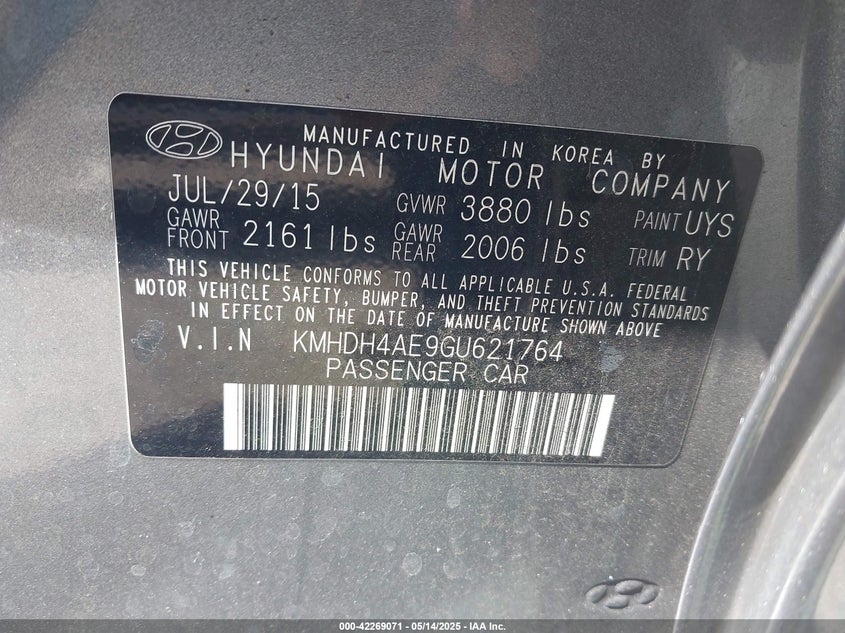 MANUFACTURED IN KOREA BY
HYUNDAI MOTOR COMPANY
JUL/29/15 GVWR 3880 lbs PAINT UYS
GAWR FRONT 2161 lbs GAWR REAR 2006 lbs TRIM RY
THIS VEHICLE CONFORMS TO ALL APPLICABLE U.S.A. FEDERAL
MOTOR VEHICLE SAFETY, BUMPER, AND THEFT PREVENTION STANDARDS
IN EFFECT ON THE DATE OF MANUFACTURE SHOWN ABOVE
V.I.N KMHDH4AE9GU621764
PASSENGER CAR
000-42269071 | 05/14/2025 | IAA Inc.